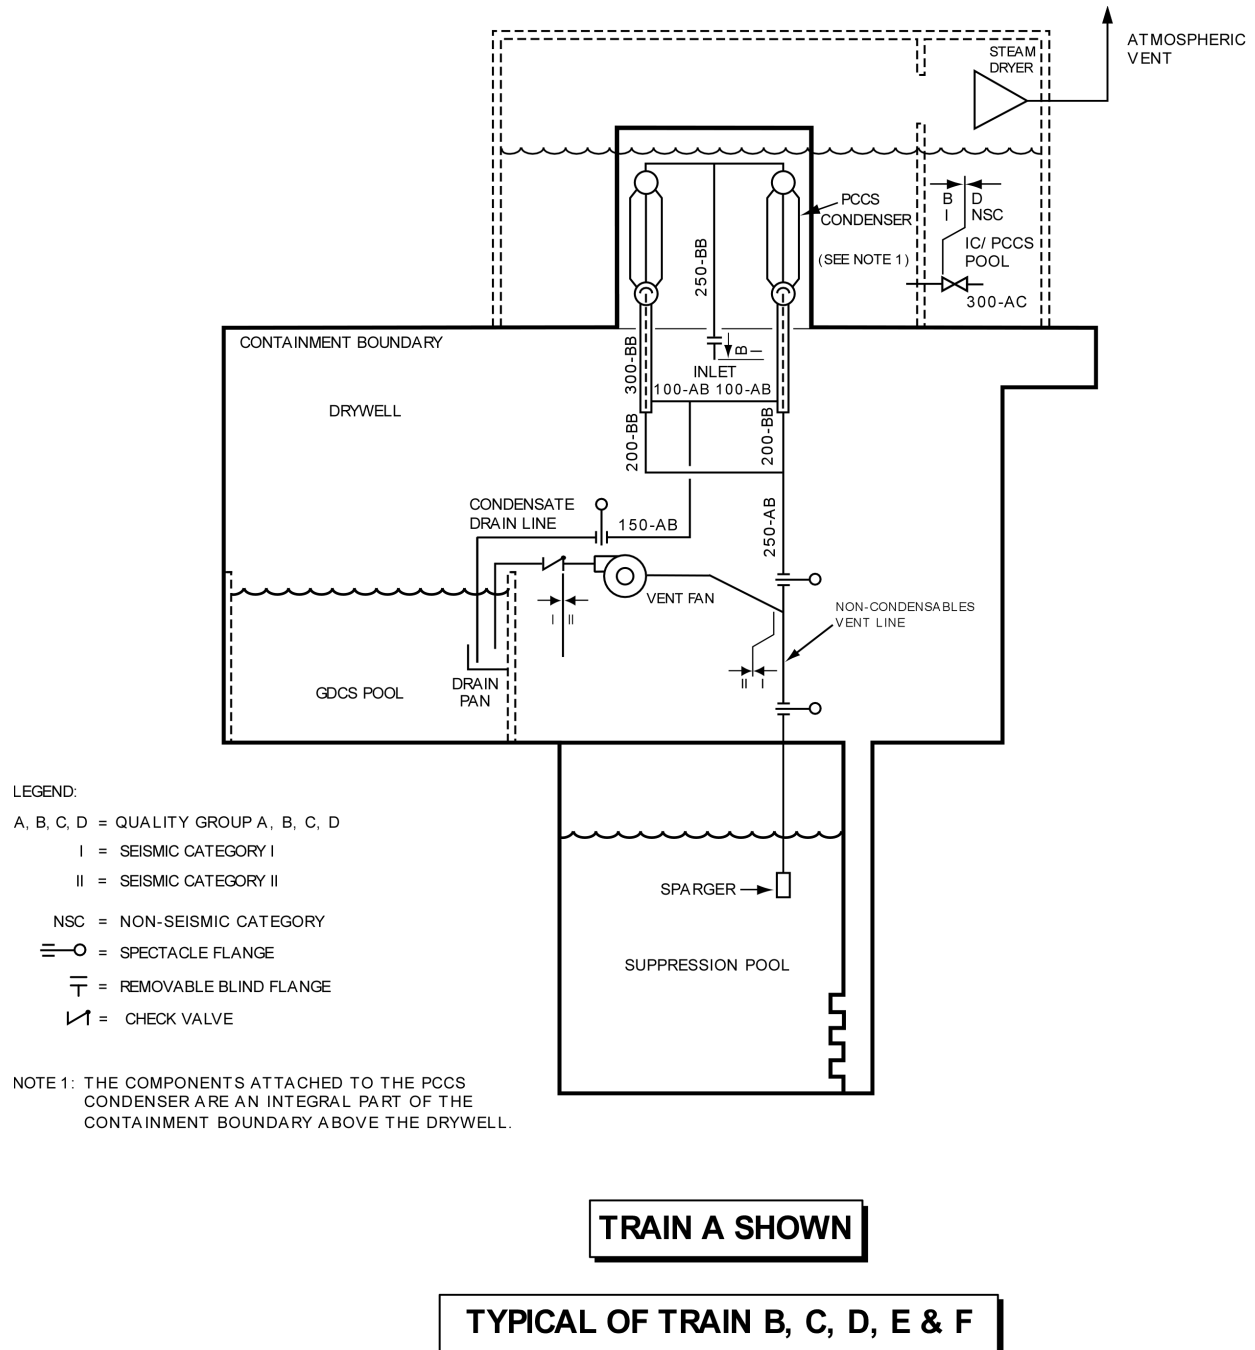 ATMOSPHERIC
VENT
STEAM
DRYER
B D
I NSC
IC/ PCCS
POOL
300-AC
PCCS
CONDENSER
(SEE NOTE 1)
250-BB
CONTAINMENT BOUNDARY
300-BB
B
I
INLET
100-AB 100-AB
DRYWELL
200-BB
200-BB
CONDENSATE
DRAIN LINE
150-AB
250-AB
VENT FAN
I II
NON-CONDENSABLES
VENT LINE
II I
DRAIN
PAN
GDCS POOL
LEGEND:
A, B, C, D = QUALITY GROUP A, B, C, D
I = SEISMIC CATEGORY I
II = SEISMIC CATEGORY II
NSC = NON-SEISMIC CATEGORY
= SPECTACLE FLANGE
= REMOVABLE BLIND FLANGE
= CHECK VALVE
SPARGER
SUPPRESSION POOL
NOTE 1: THE COMPONENTS ATTACHED TO THE PCCS
CONDENSER ARE AN INTEGRAL PART OF THE
CONTAINMENT BOUNDARY ABOVE THE DRYWELL.
TRAIN A SHOWN
TYPICAL OF TRAIN B, C, D, E & F